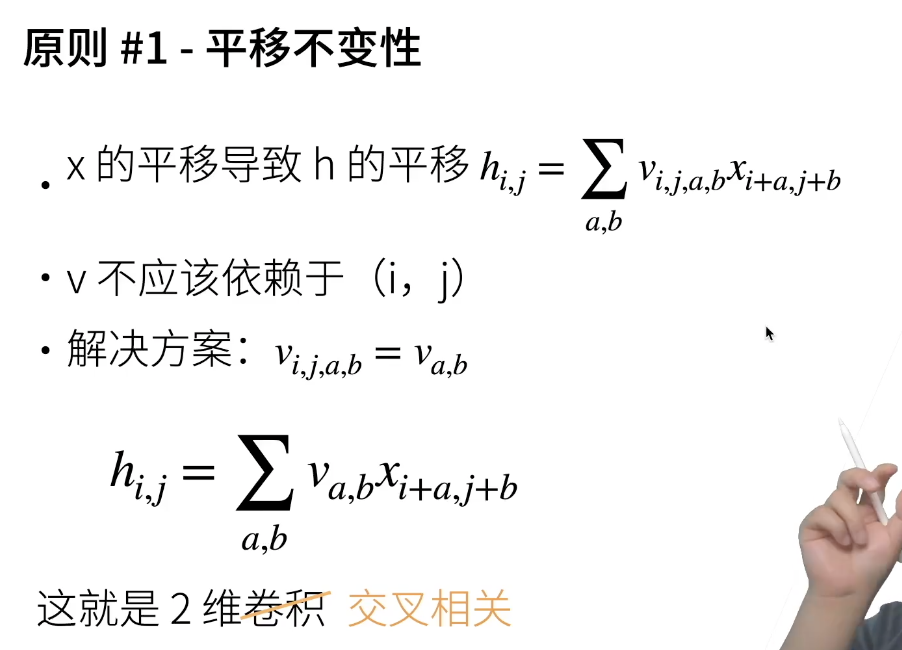 原则 #1 - 平移不变性
• x 的平移导致 h 的平移 h_{i,j} = ∑_{a,b} v_{i,j,a,b}x_{i+a,j+b}
• v 不应该依赖于（i，j）
• 解决方案：v_{i,j,a,b} = v_{a,b}
h_{i,j} = ∑_{a,b} v_{a,b}x_{i+a,j+b}
这就是 2 维卷积 交叉相关